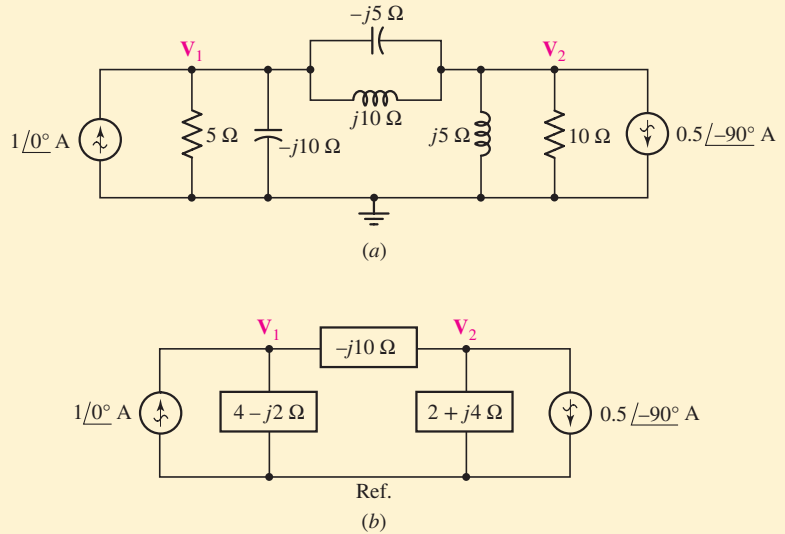 –j5 Ω
V₁ V₂
j10 Ω
1/0° A 5 Ω –j10 Ω j5 Ω 10 Ω 0.5/–90° A
(a)
V₁ V₂
–j10 Ω
1/0° A 4 – j2 Ω 2 + j4 Ω 0.5/–90° A
Ref.
(b)